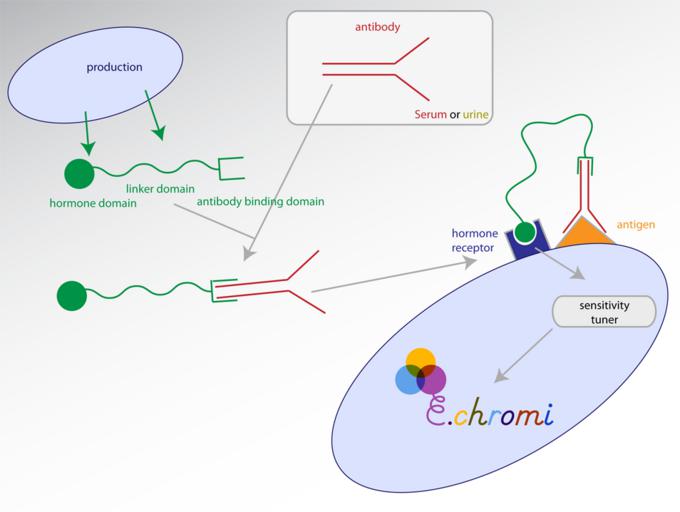 antibody
production
Serum or urine
linker domain
hormone domain
antibody binding domain
antigen
hormone
receptor
sensitivity
tuner
E.chromi